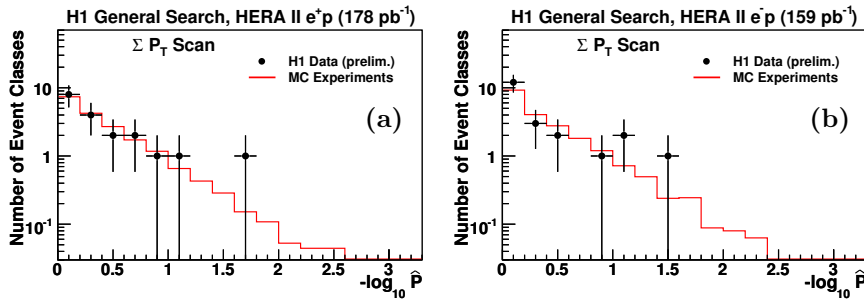 H1 General Search, HERA II e⁺p (178 pb⁻¹)
Σ P_T Scan
H1 Data (prelim.)
MC Experiments
(a)
Number of Event Classes
10
1
10⁻¹
0 0.5 1 1.5 2 2.5 3
-log₁₀ P̂
H1 General Search, HERA II e⁻p (159 pb⁻¹)
Σ P_T Scan
H1 Data (prelim.)
MC Experiments
(b)
Number of Event Classes
10
1
10⁻¹
0 0.5 1 1.5 2 2.5 3
-log₁₀ P̂